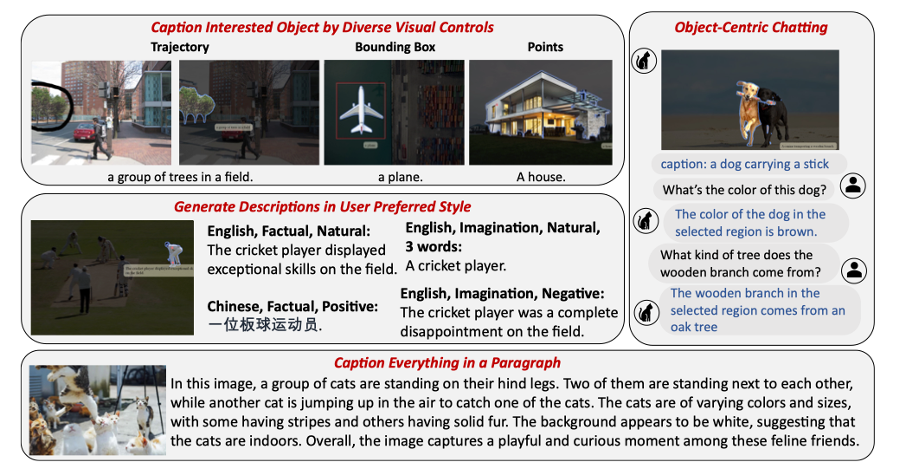 Caption Interested Object by Diverse Visual Controls
Trajectory
Bounding Box
Points
a group of trees in a field.
a plane.
A house.
Generate Descriptions in User Preferred Style
English, Factual, Natural:
The cricket player displayed
exceptional skills on the field.
English, Imagination, Natural,
3 words:
A cricket player.
Chinese, Factual, Positive:
一位板球运动员.
English, Imagination, Negative:
The cricket player was a complete
disappointment on the field.
Object-Centric Chatting
caption: a dog carrying a stick
What's the color of this dog?
The color of the dog in the
selected region is brown.
What kind of tree does the
wooden branch come from?
The wooden branch in the
selected region comes from an
oak tree
Caption Everything in a Paragraph
In this image, a group of cats are standing on their hind legs. Two of them are standing next to each other,
while another cat is jumping up in the air to catch one of the cats. The cats are of varying colors and sizes,
with some having stripes and others having solid fur. The background appears to be white, suggesting that
the cats are indoors. Overall, the image captures a playful and curious moment among these feline friends.